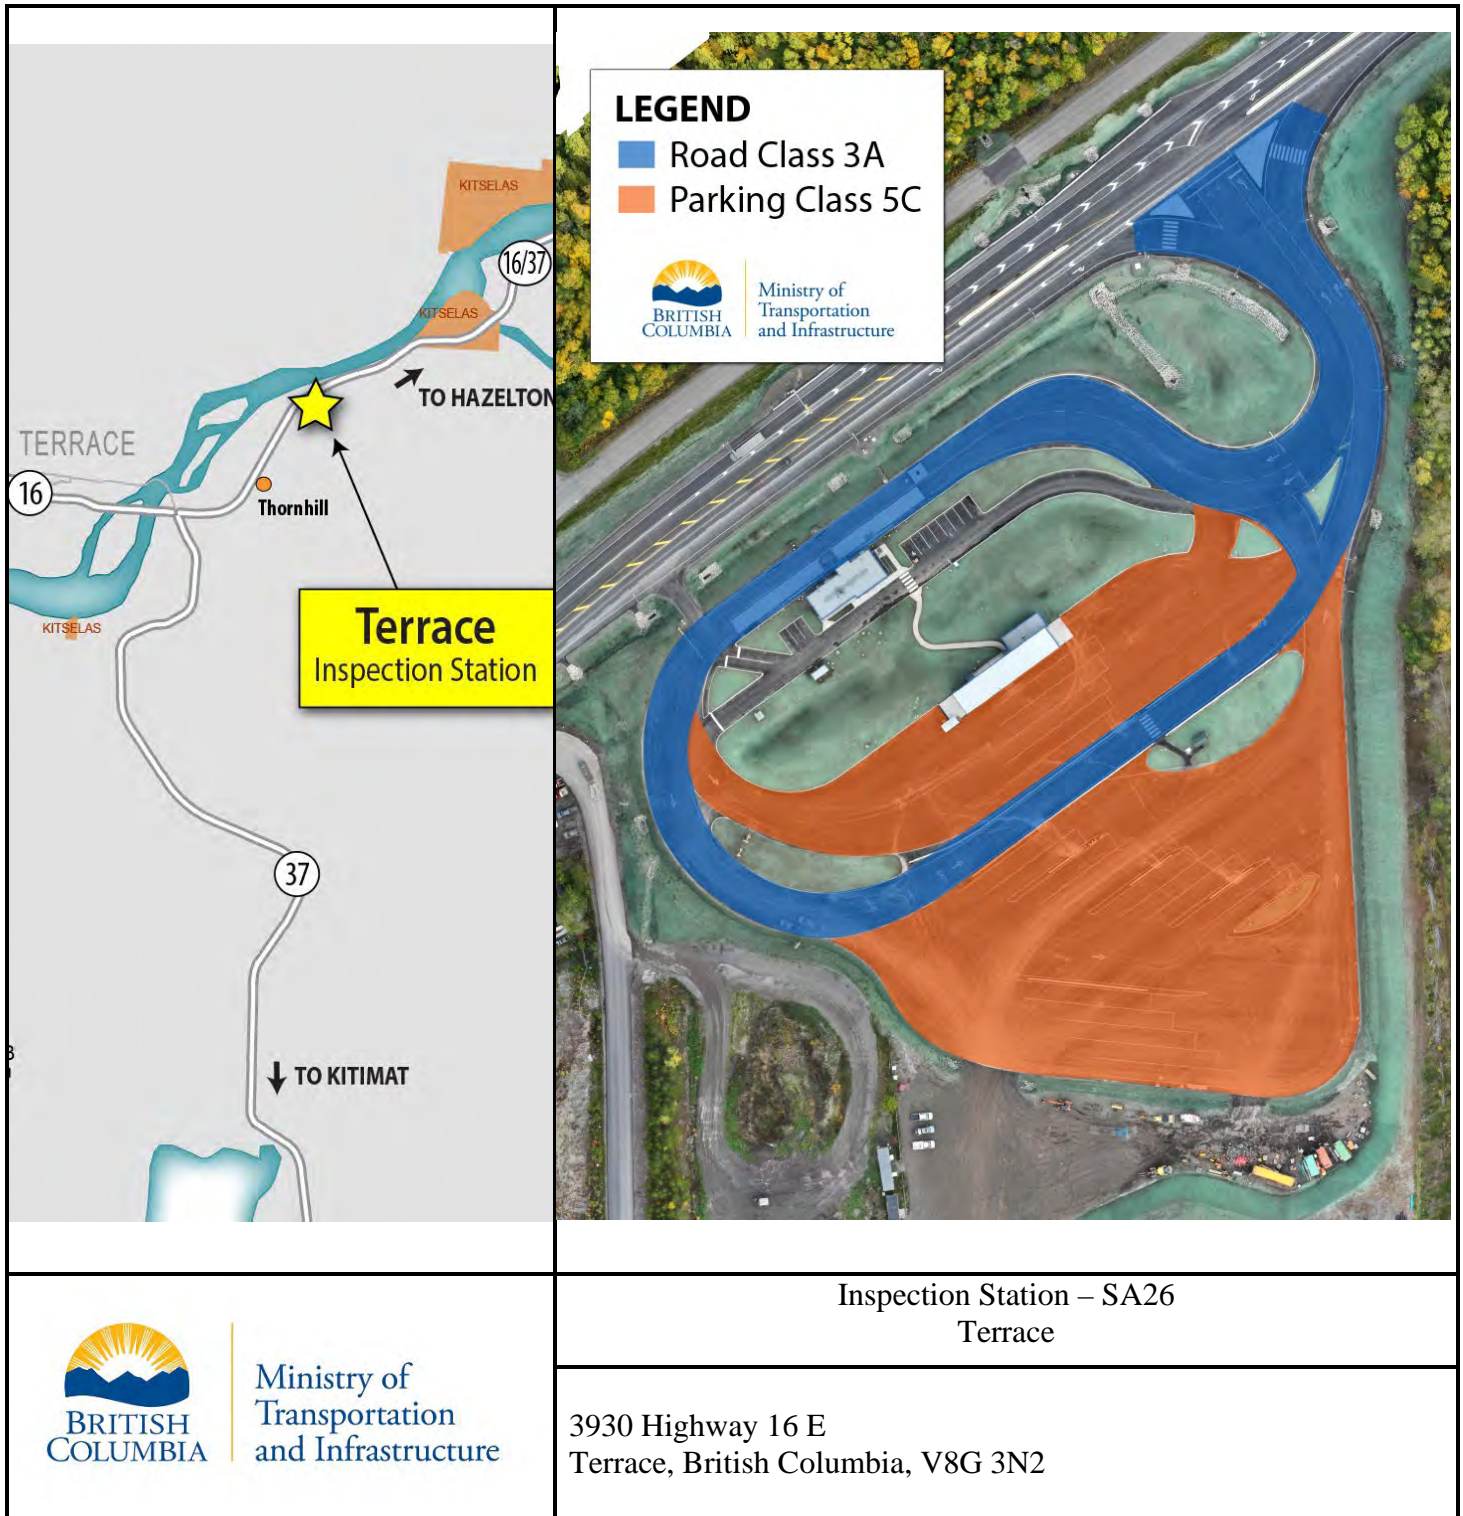 KITSELAS
16/37
KITSELAS
TO HAZELTON
TERRACE
16
Thornhill
KITSELAS
Terrace
Inspection Station
37
TO KITIMAT
LEGEND
Road Class 3A
Parking Class 5C
BRITISH
COLUMBIA
Ministry of
Transportation
and Infrastructure
BRITISH
COLUMBIA
Ministry of
Transportation
and Infrastructure
Inspection Station – SA26
Terrace
3930 Highway 16 E
Terrace, British Columbia, V8G 3N2